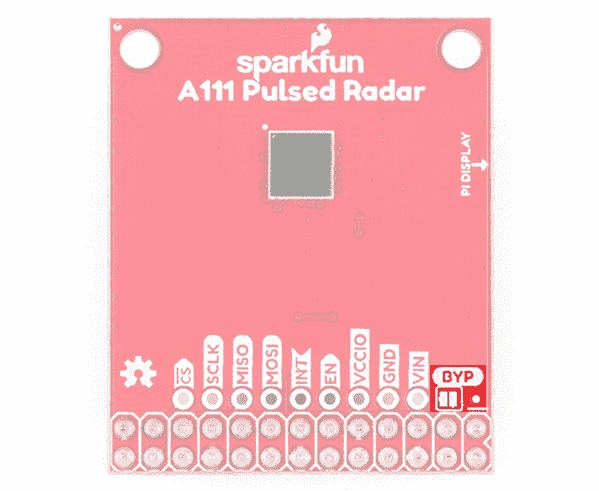 sparkfun
A111 Pulsed Radar
PI DISPLAY
CS
SCLK
MISO
MOSI
INT
EN
VCCIO
GND
VIN
BYP